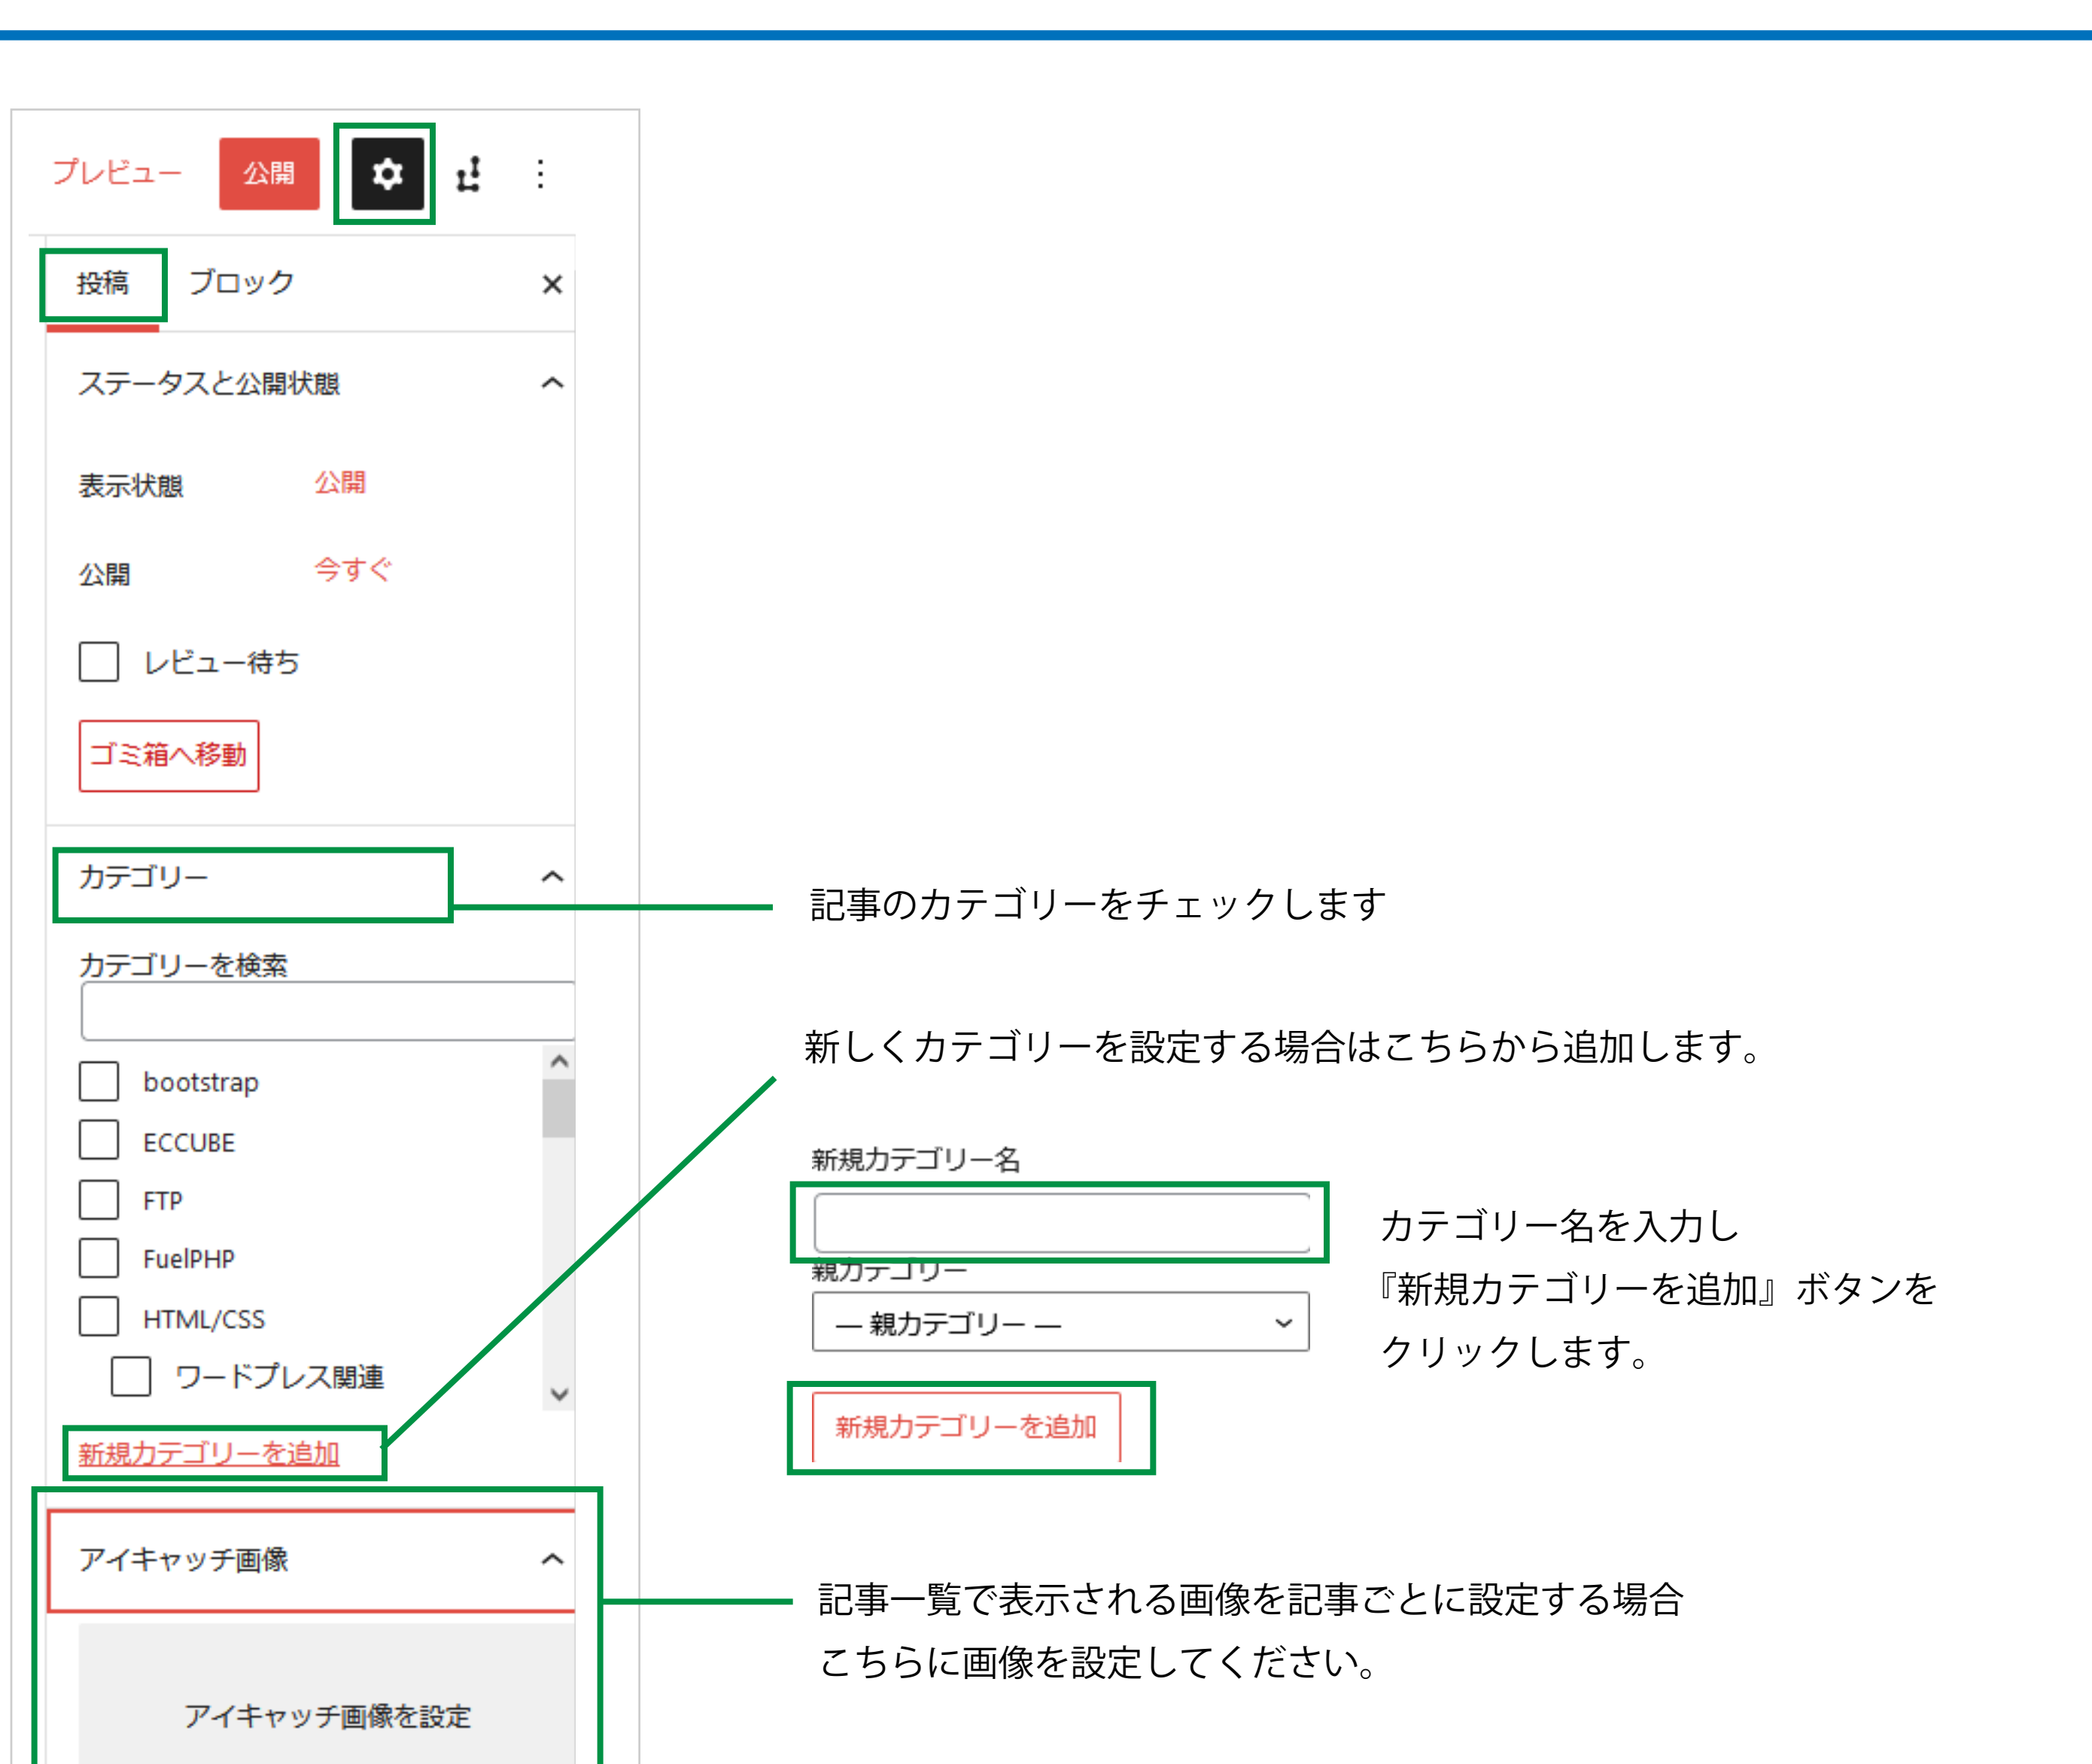 プレビュー 公開
投稿 ブロック
ステータスと公開状態
表示状態 公開
公開 今すぐ
レビュー待ち
ゴミ箱へ移動
カテゴリー
記事のカテゴリーをチェックします
カテゴリーを検索
新しくカテゴリーを設定する場合はこちらから追加します。
bootstrap
ECCUBE
FTP
FuelPHP
HTML/CSS
ワードプレス関連
新規カテゴリーを追加
新規カテゴリー名
親カテゴリー
— 親カテゴリー —
新規カテゴリーを追加
カテゴリー名を入力し
『新規カテゴリーを追加』ボタンを
クリックします。
アイキャッチ画像
記事一覧で表示される画像を記事ごとに設定する場合
こちらに画像を設定してください。
アイキャッチ画像を設定